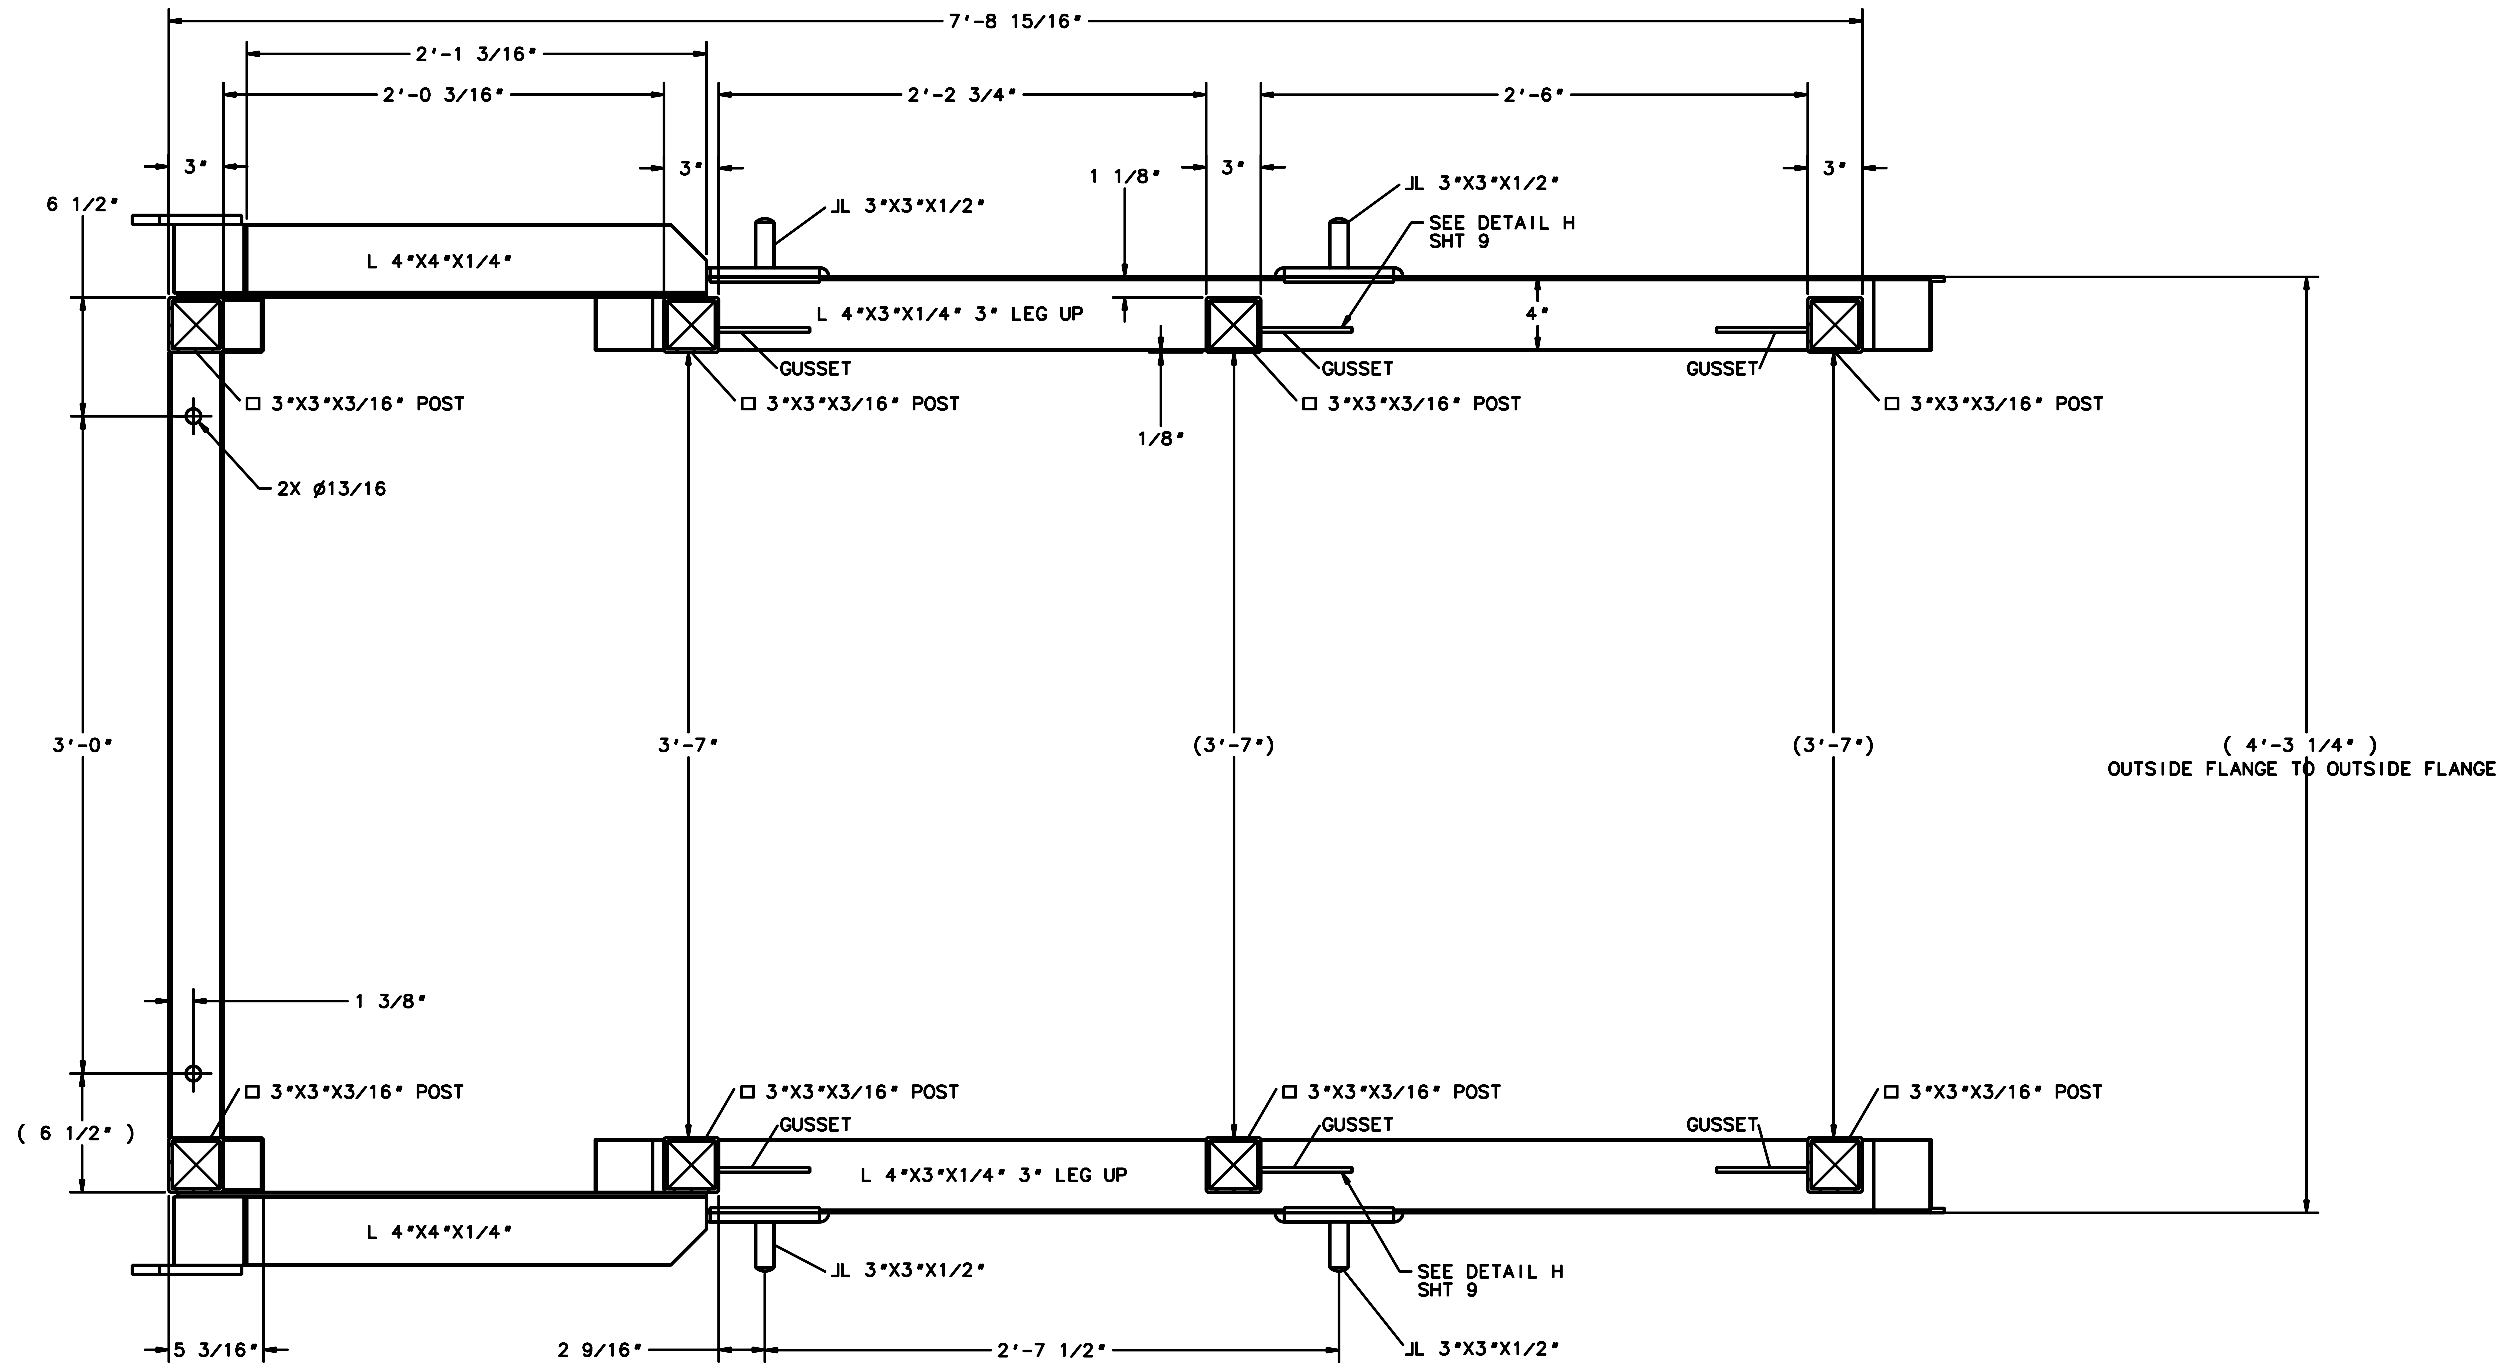 7'-8 15/16"
2'-1 3/16"
2'-0 3/16"
2'-2 3/4"
2'-6"
3"
3"
3"
3"
1 1/8"
6 1/2"
⅃L 3"X3"X1/2"
⅃L 3"X3"X1/2"
SEE DETAIL H
SHT 9
L 4"X4"X1/4"
L 4"X3"X1/4" 3" LEG UP
4"
GUSSET
GUSSET
GUSSET
□ 3"X3"X3/16" POST
□ 3"X3"X3/16" POST
□ 3"X3"X3/16" POST
□ 3"X3"X3/16" POST
1/8"
2X ø13/16
3'-0"
3'-7"
(3'-7")
(3'-7")
( 4'-3 1/4" )
OUTSIDE FLANGE TO OUTSIDE FLANGE
1 3/8"
□ 3"X3"X3/16" POST
□ 3"X3"X3/16" POST
□ 3"X3"X3/16" POST
□ 3"X3"X3/16" POST
GUSSET
GUSSET
GUSSET
( 6 1/2" )
L 4"X3"X1/4" 3" LEG UP
L 4"X4"X1/4"
⅃L 3"X3"X1/2"
SEE DETAIL H
SHT 9
5 3/16"
2 9/16"
2'-7 1/2"
⅃L 3"X3"X1/2"